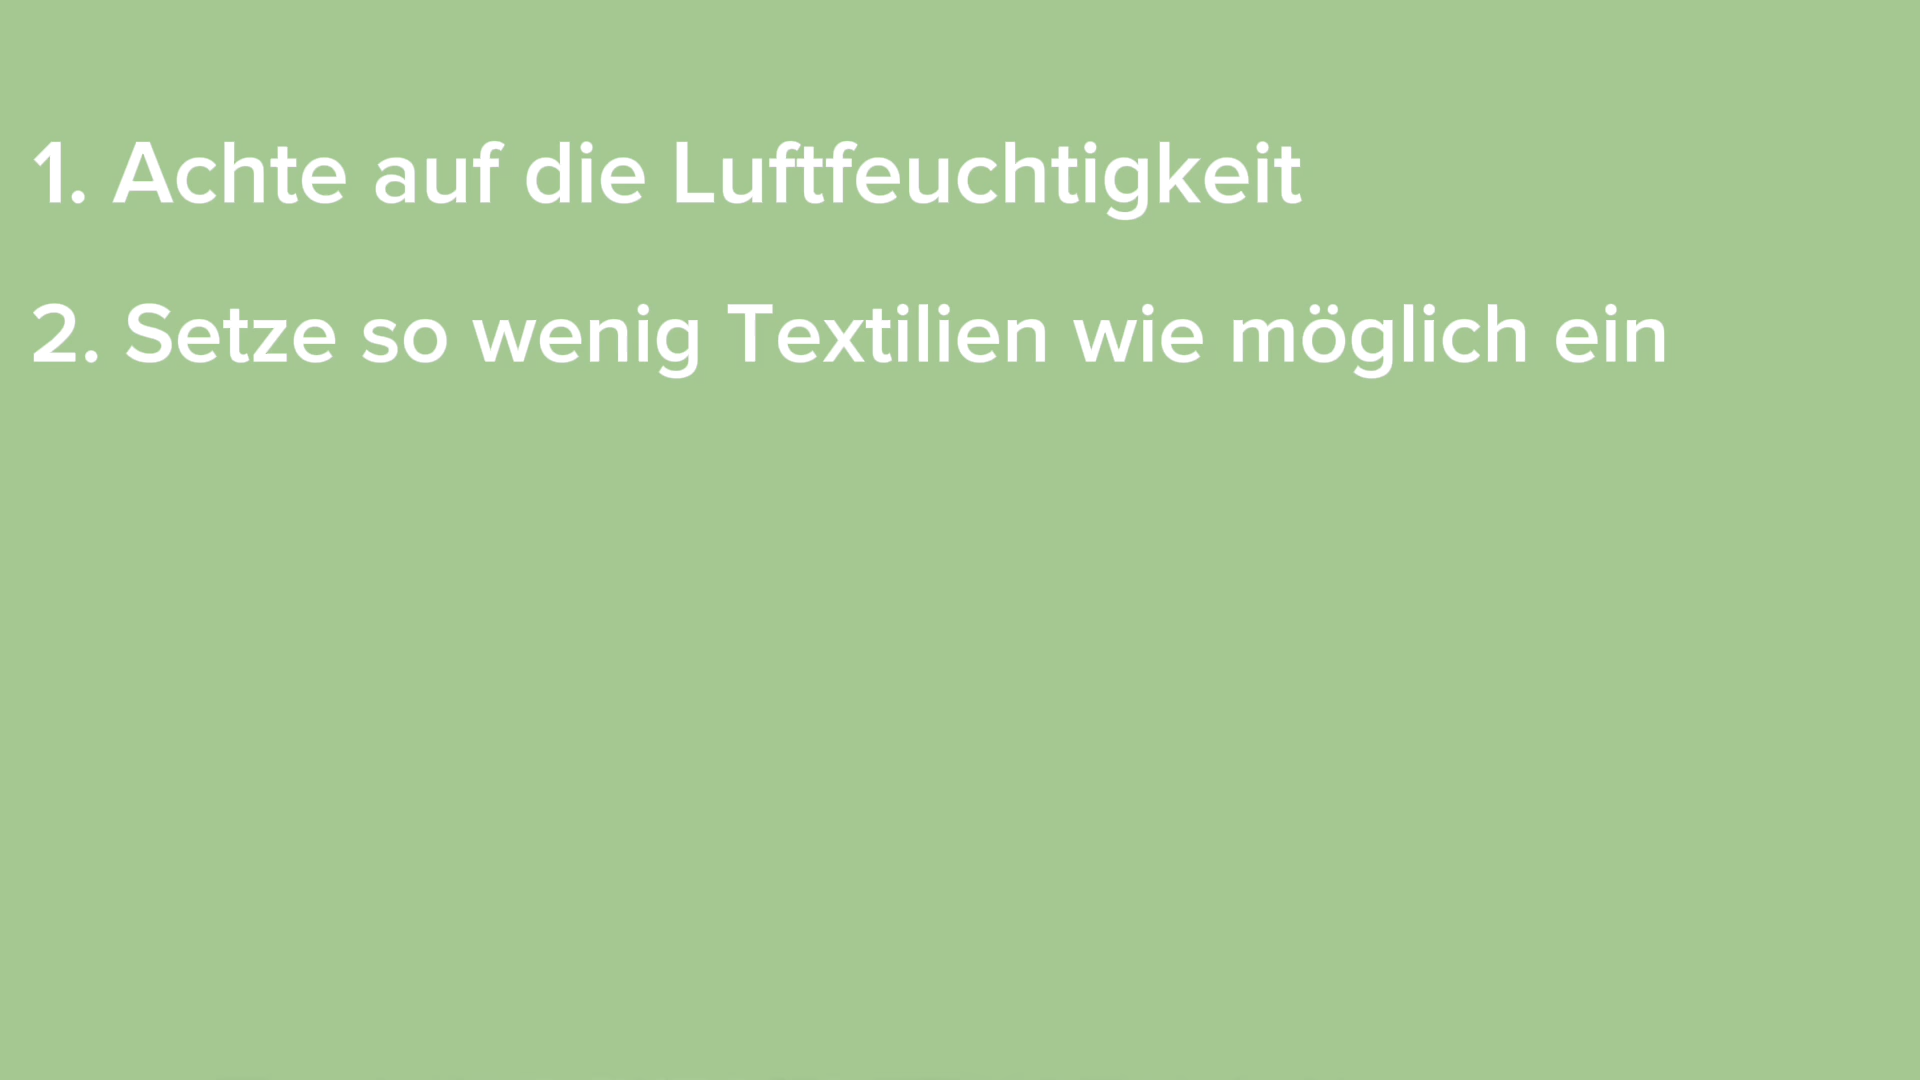 1. Achte auf die Luftfeuchtigkeit
2. Setze so wenig Textilien wie möglich ein